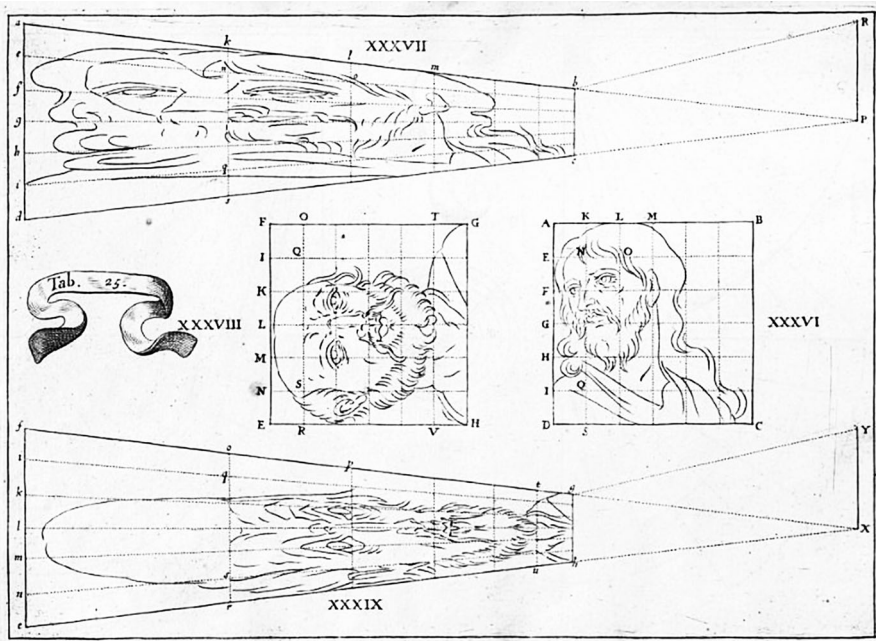 a
k
XXXVII
R
e
l
n
m
o
b
f
g
P
h
q
i
s
d
F O T G
A K L M B
I Q
E N O
Tab. 25.
K
F
XXXVIII
L
G
XXXVI
M
H
N S
I Q
E R V H
D S C
f
o
Y
i
q
p
t a
k
l
X
m
s
h
n
u
r
e
XXXIX